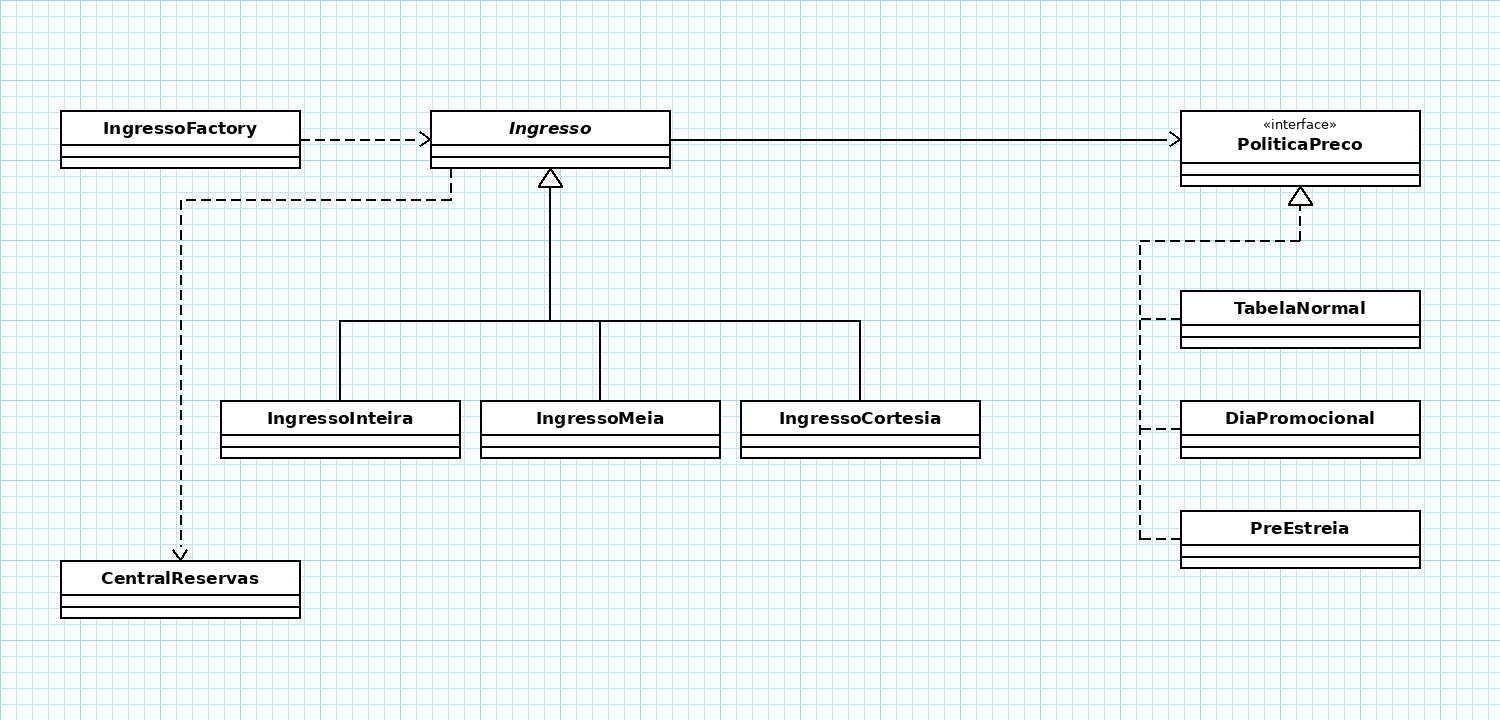 IngressoFactory
Ingresso
«interface»
PoliticaPreco
TabelaNormal
IngressoInteira
IngressoMeia
IngressoCortesia
DiaPromocional
PreEstreia
CentralReservas